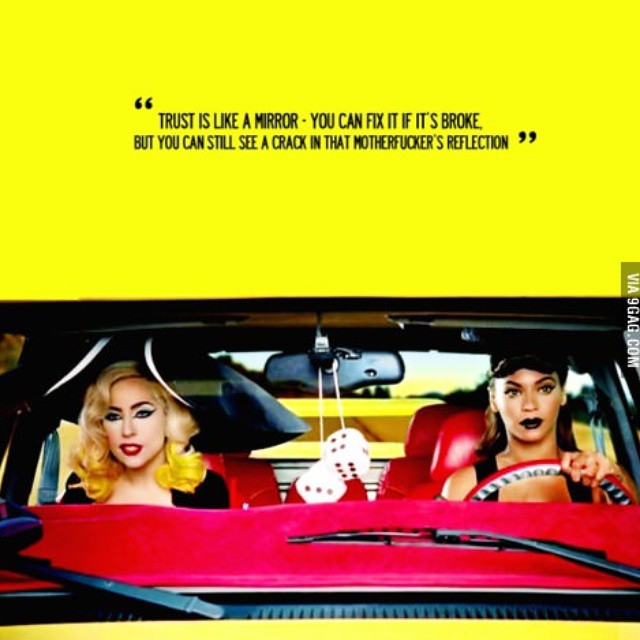 “ TRUST IS LIKE A MIRROR - YOU CAN FIX IT IF IT'S BROKE,
BUT YOU CAN STILL SEE A CRACK IN THAT MOTHERFUCKER'S REFLECTION ”
VIA 9GAG.COM